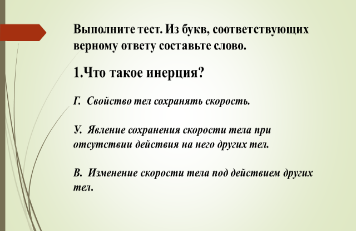 Выполните тест. Из букв, соответствующих
верному ответу составьте слово.
1.Что такое инерция?
Г. Свойство тел сохранять скорость.
У. Явление сохранения скорости тела при
отсутствии действия на него других тел.
В. Изменение скорости тела под действием других
тел.